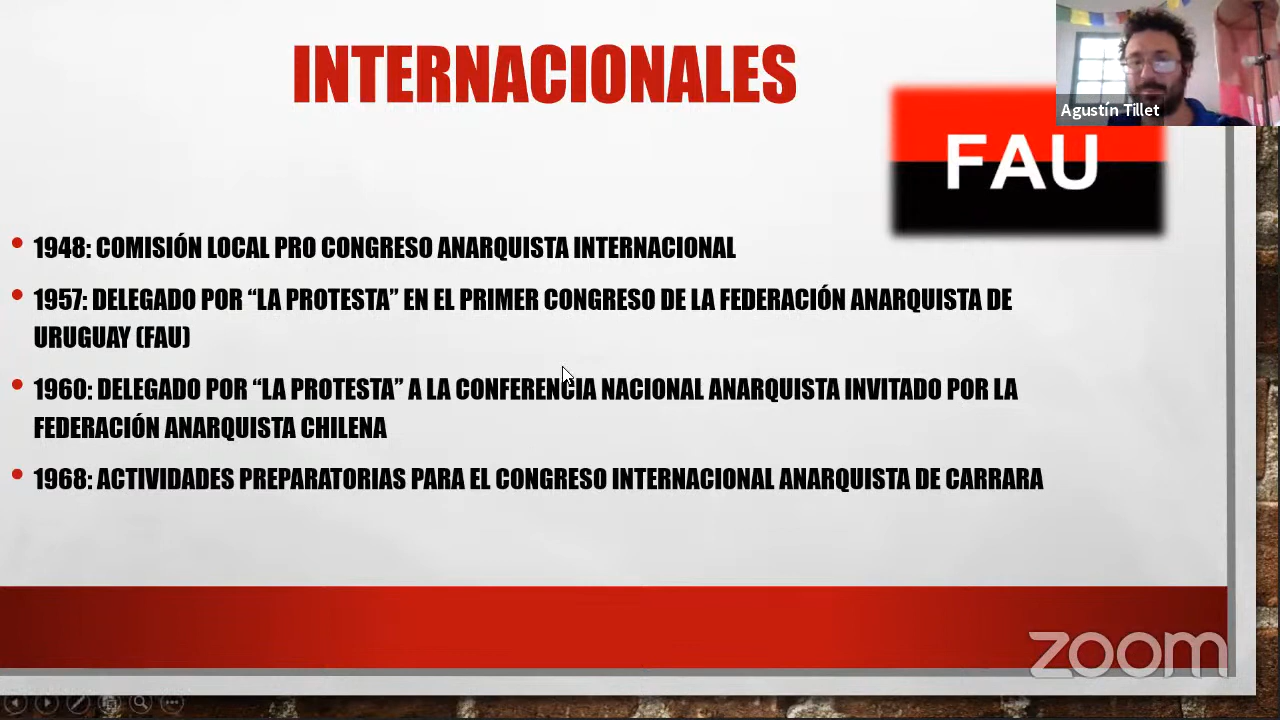 INTERNACIONALES
Agustín Tillet
FAU
• 1948: COMISIÓN LOCAL PRO CONGRESO ANARQUISTA INTERNACIONAL
• 1957: DELEGADO POR “LA PROTESTA” EN EL PRIMER CONGRESO DE LA FEDERACIÓN ANARQUISTA DE
URUGUAY (FAU)
• 1960: DELEGADO POR “LA PROTESTA” A LA CONFERENCIA NACIONAL ANARQUISTA INVITADO POR LA
FEDERACIÓN ANARQUISTA CHILENA
• 1968: ACTIVIDADES PREPARATORIAS PARA EL CONGRESO INTERNACIONAL ANARQUISTA DE CARRARA
zoom